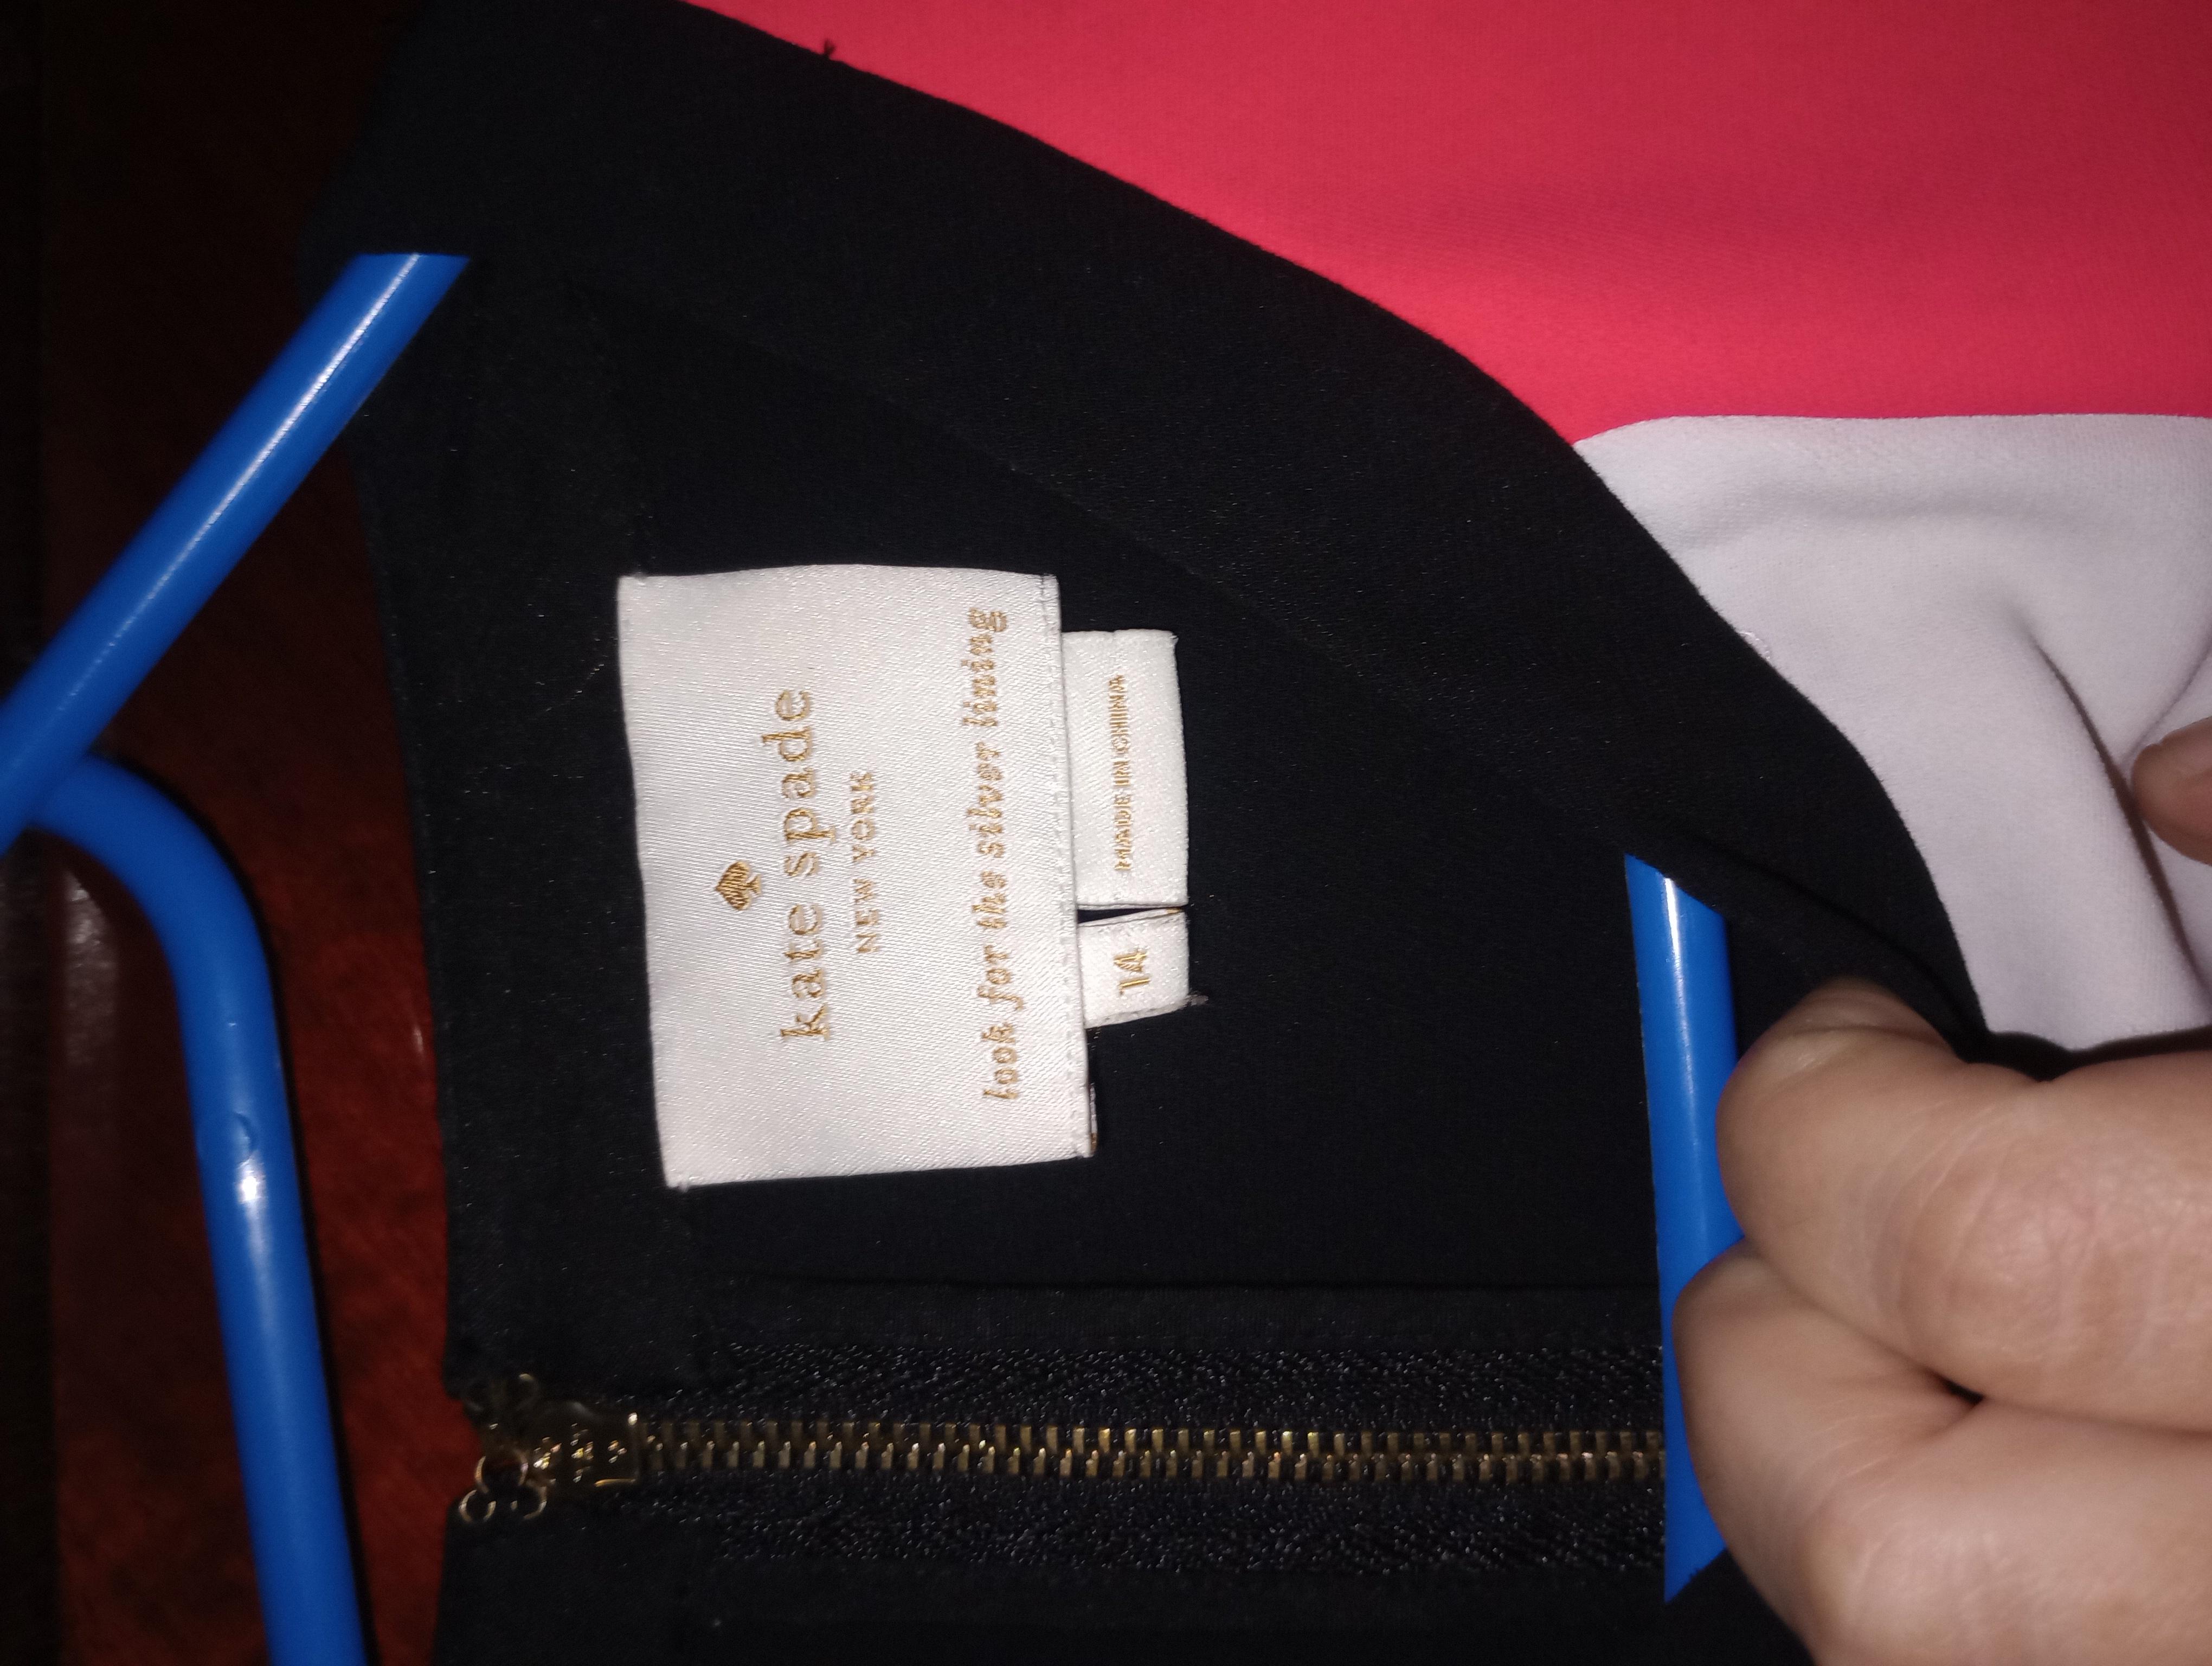 kate spade
NEW YORK
look for the silver lining
14
MADE IN CHINA